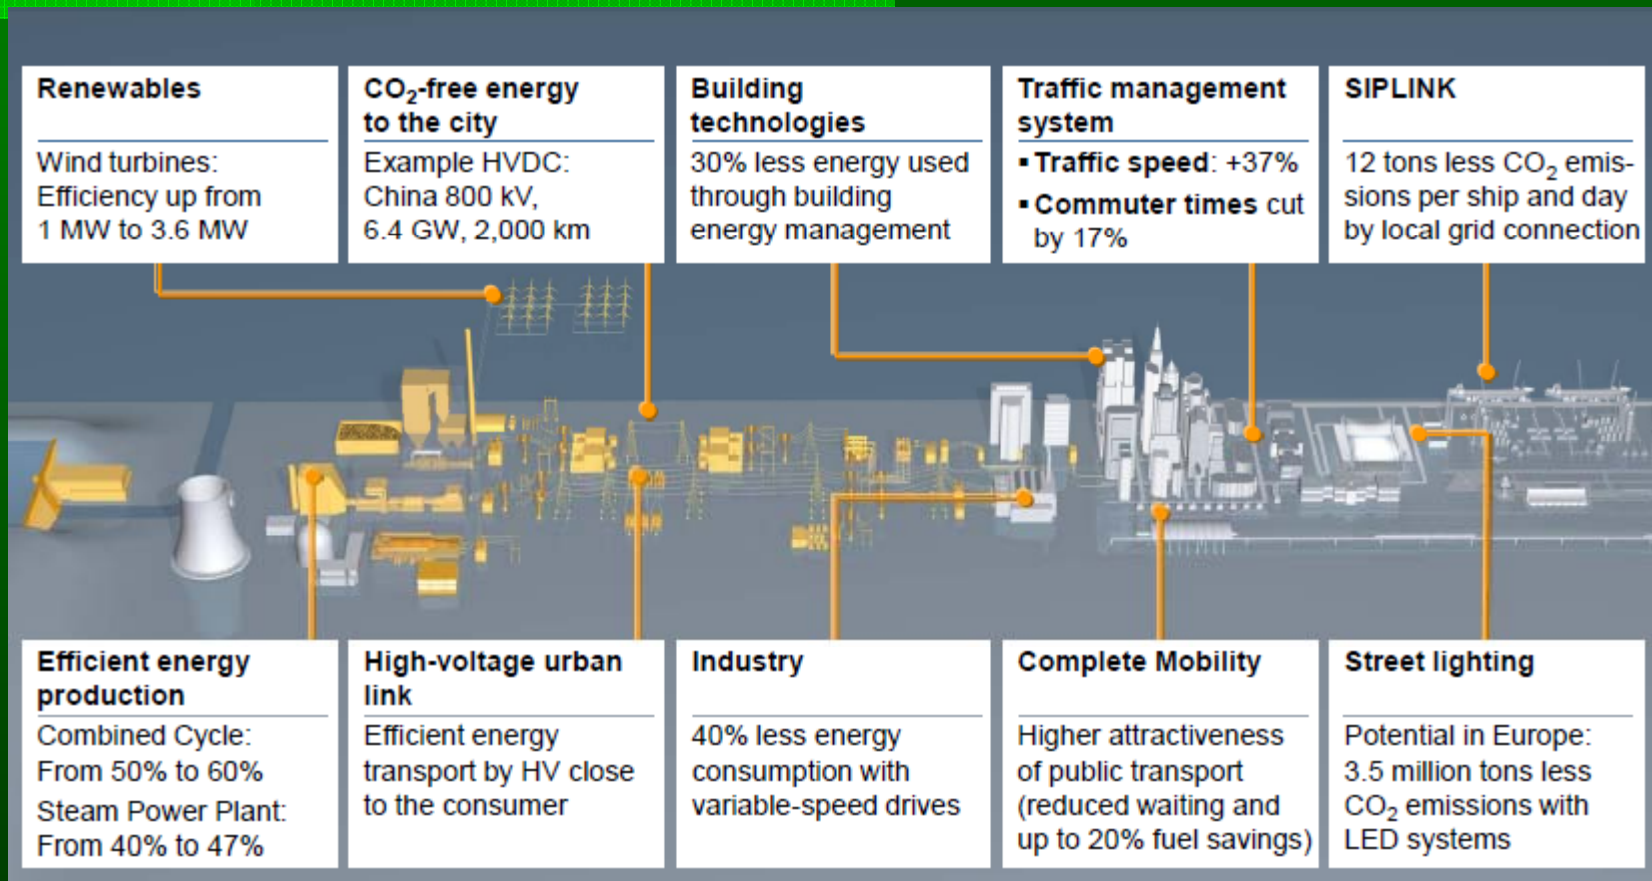 Renewables
Wind turbines:
Efficiency up from
1 MW to 3.6 MW
CO₂-free energy
to the city
Example HVDC:
China 800 kV,
6.4 GW, 2,000 km
Building
technologies
30% less energy used
through building
energy management
Traffic management
system
▪ Traffic speed: +37%
▪ Commuter times cut
by 17%
SIPLINK
12 tons less CO₂ emis-
sions per ship and day
by local grid connection
Efficient energy
production
Combined Cycle:
From 50% to 60%
Steam Power Plant:
From 40% to 47%
High-voltage urban
link
Efficient energy
transport by HV close
to the consumer
Industry
40% less energy
consumption with
variable-speed drives
Complete Mobility
Higher attractiveness
of public transport
(reduced waiting and
up to 20% fuel savings)
Street lighting
Potential in Europe:
3.5 million tons less
CO₂ emissions with
LED systems